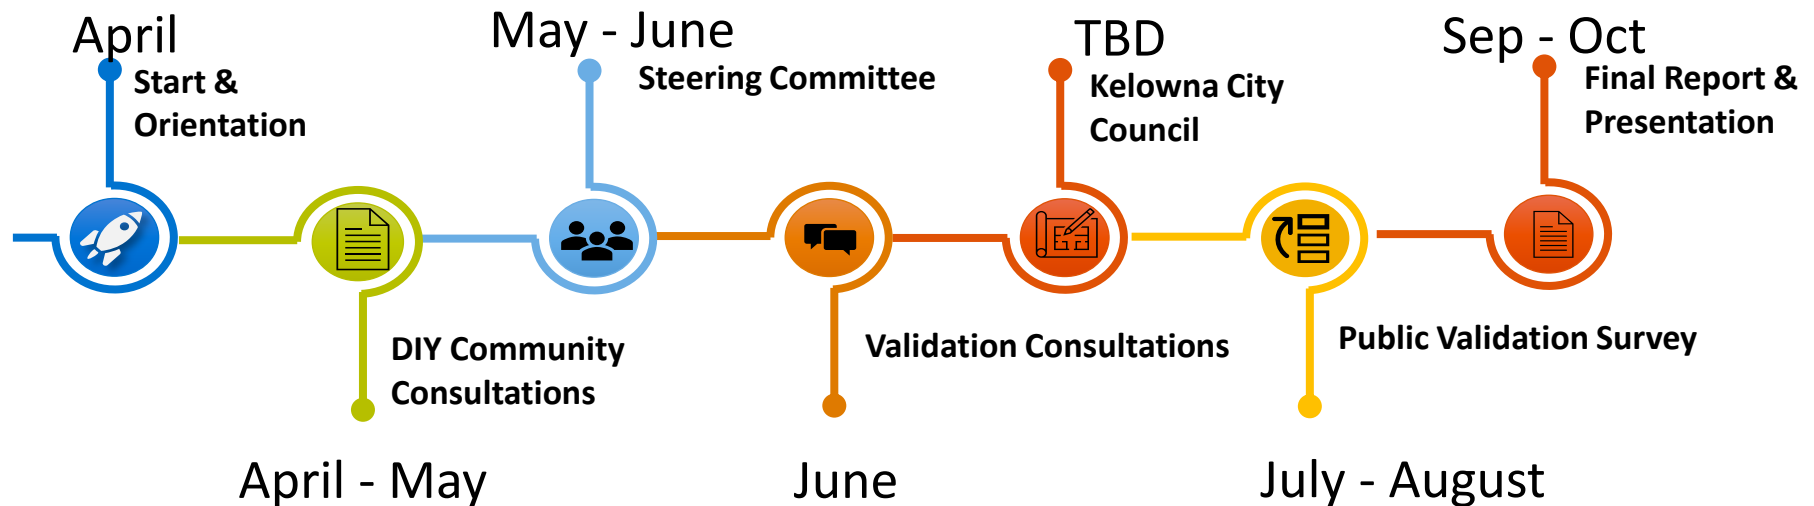 April
Start &
Orientation
April - May
DIY Community
Consultations
May - June
Steering Committee
June
Validation Consultations
TBD
Kelowna City
Council
July - August
Public Validation Survey
Sep - Oct
Final Report &
Presentation